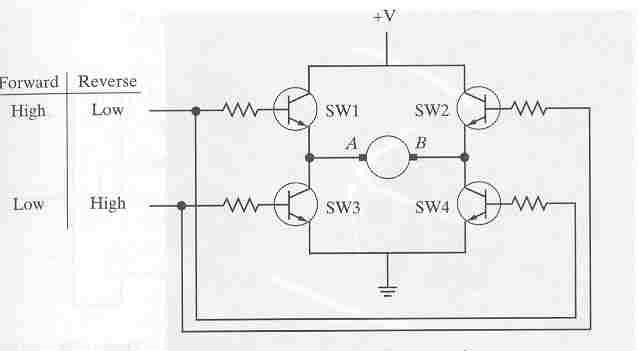 +V
Forward Reverse
High Low
SW1 SW2
A B
Low High
SW3 SW4